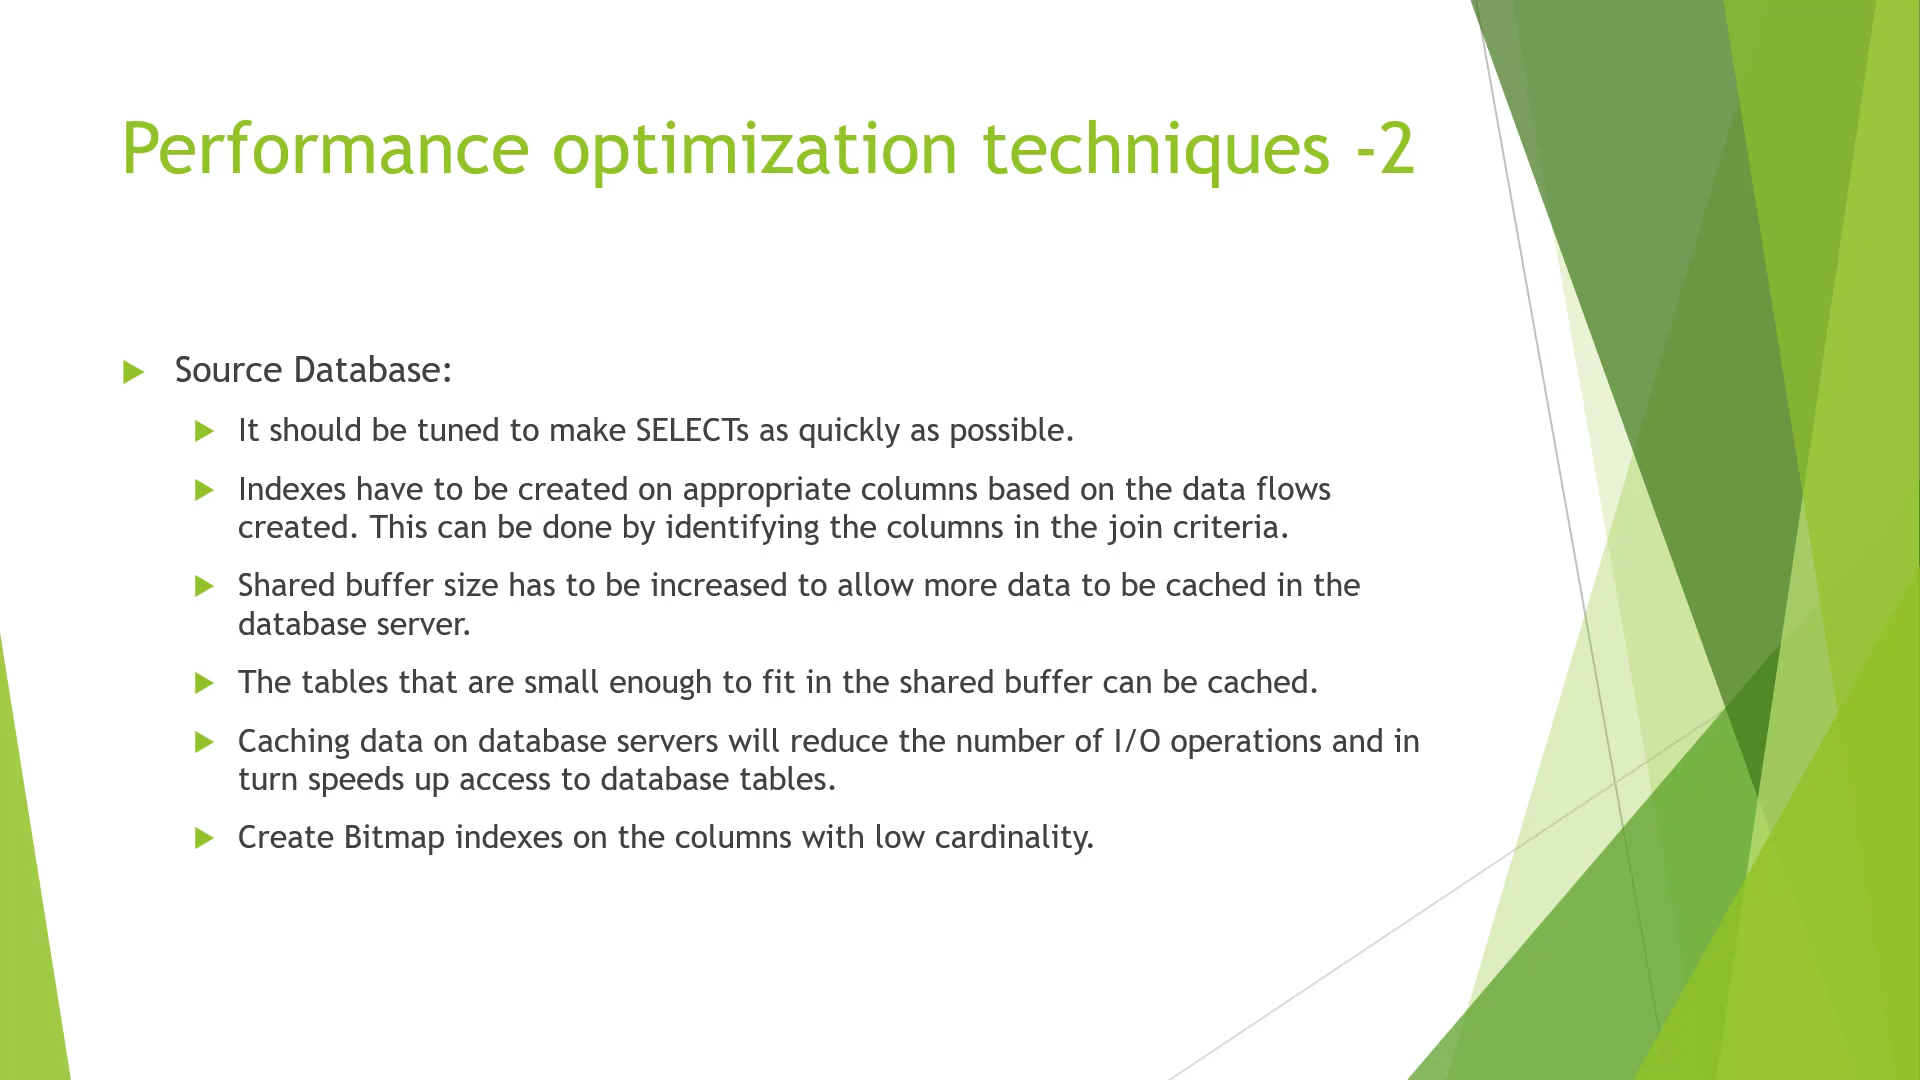 Performance optimization techniques -2
Source Database:
It should be tuned to make SELECTs as quickly as possible.
Indexes have to be created on appropriate columns based on the data flows
created. This can be done by identifying the columns in the join criteria.
Shared buffer size has to be increased to allow more data to be cached in the
database server.
The tables that are small enough to fit in the shared buffer can be cached.
Caching data on database servers will reduce the number of I/O operations and in
turn speeds up access to database tables.
Create Bitmap indexes on the columns with low cardinality.